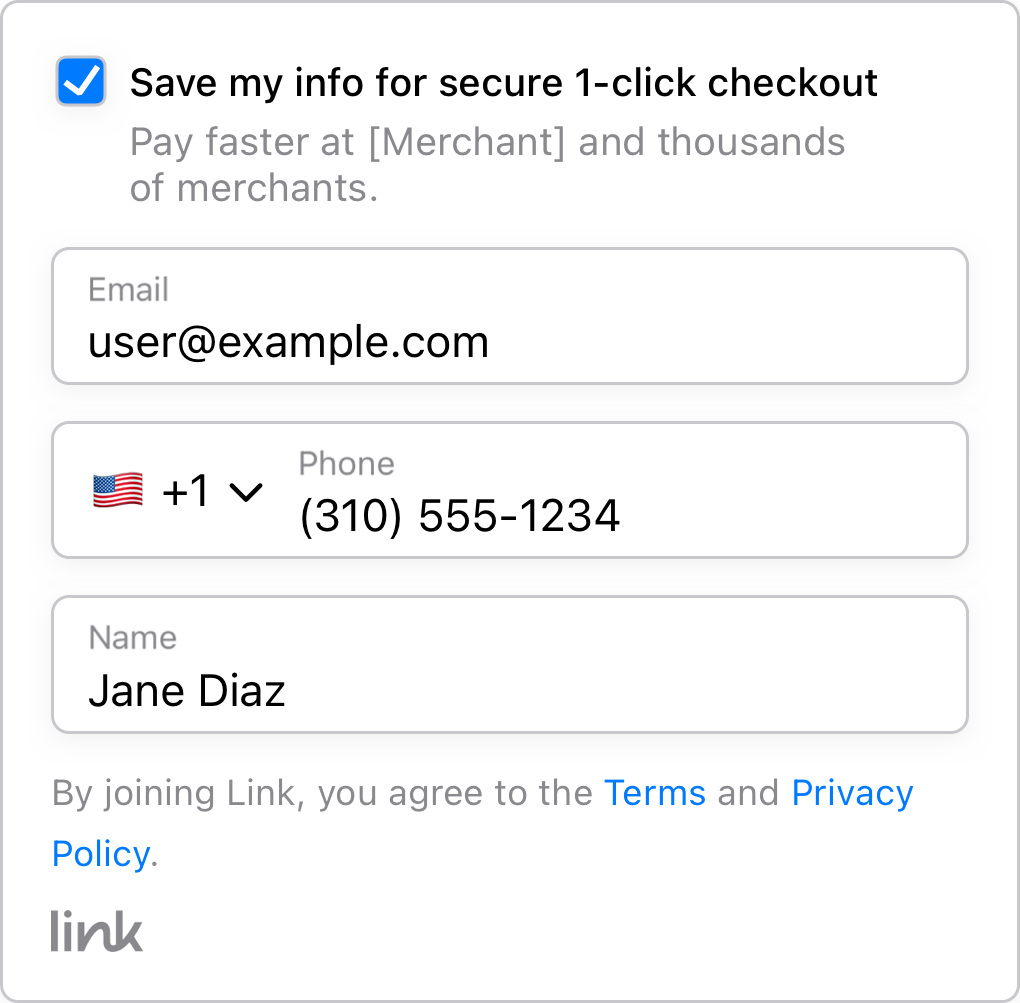 Save my info for secure 1-click checkout
Pay faster at [Merchant] and thousands
of merchants.
Email
user@example.com
+1
Phone
(310) 555-1234
Name
Jane Diaz
By joining Link, you agree to the Terms and Privacy
Policy.
link